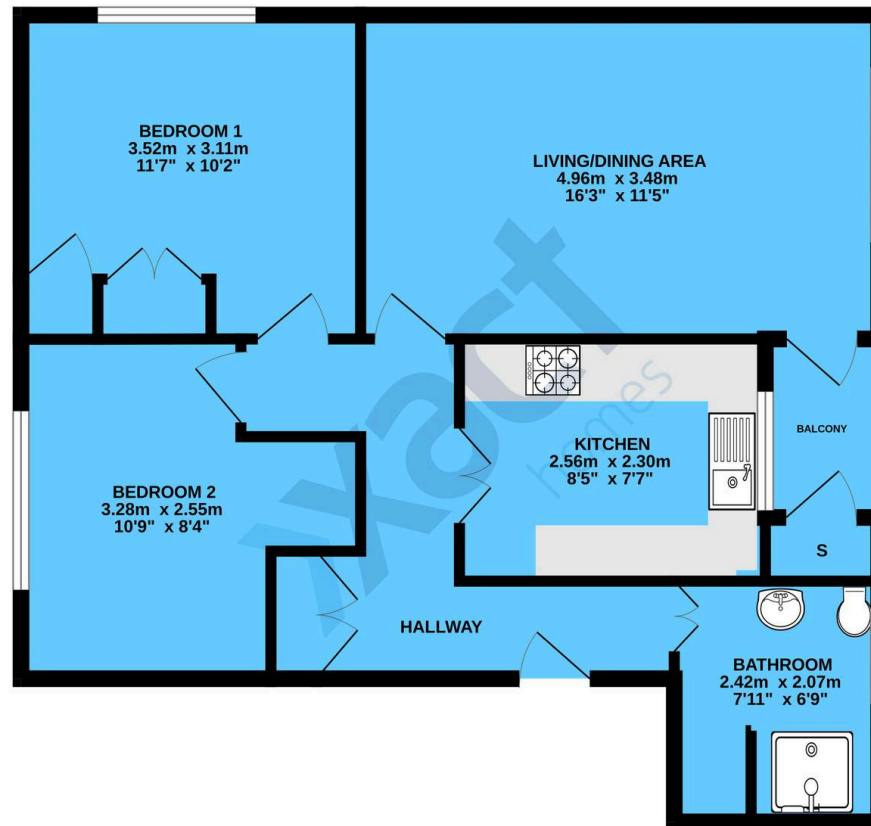 BEDROOM 1
3.52m x 3.11m
11'7" x 10'2"
LIVING/DINING AREA
4.96m x 3.48m
16'3" x 11'5"
KITCHEN
2.56m x 2.30m
8'5" x 7'7"
BALCONY
BEDROOM 2
3.28m x 2.55m
10'9" x 8'4"
S
HALLWAY
BATHROOM
2.42m x 2.07m
7'11" x 6'9"
xact
homes